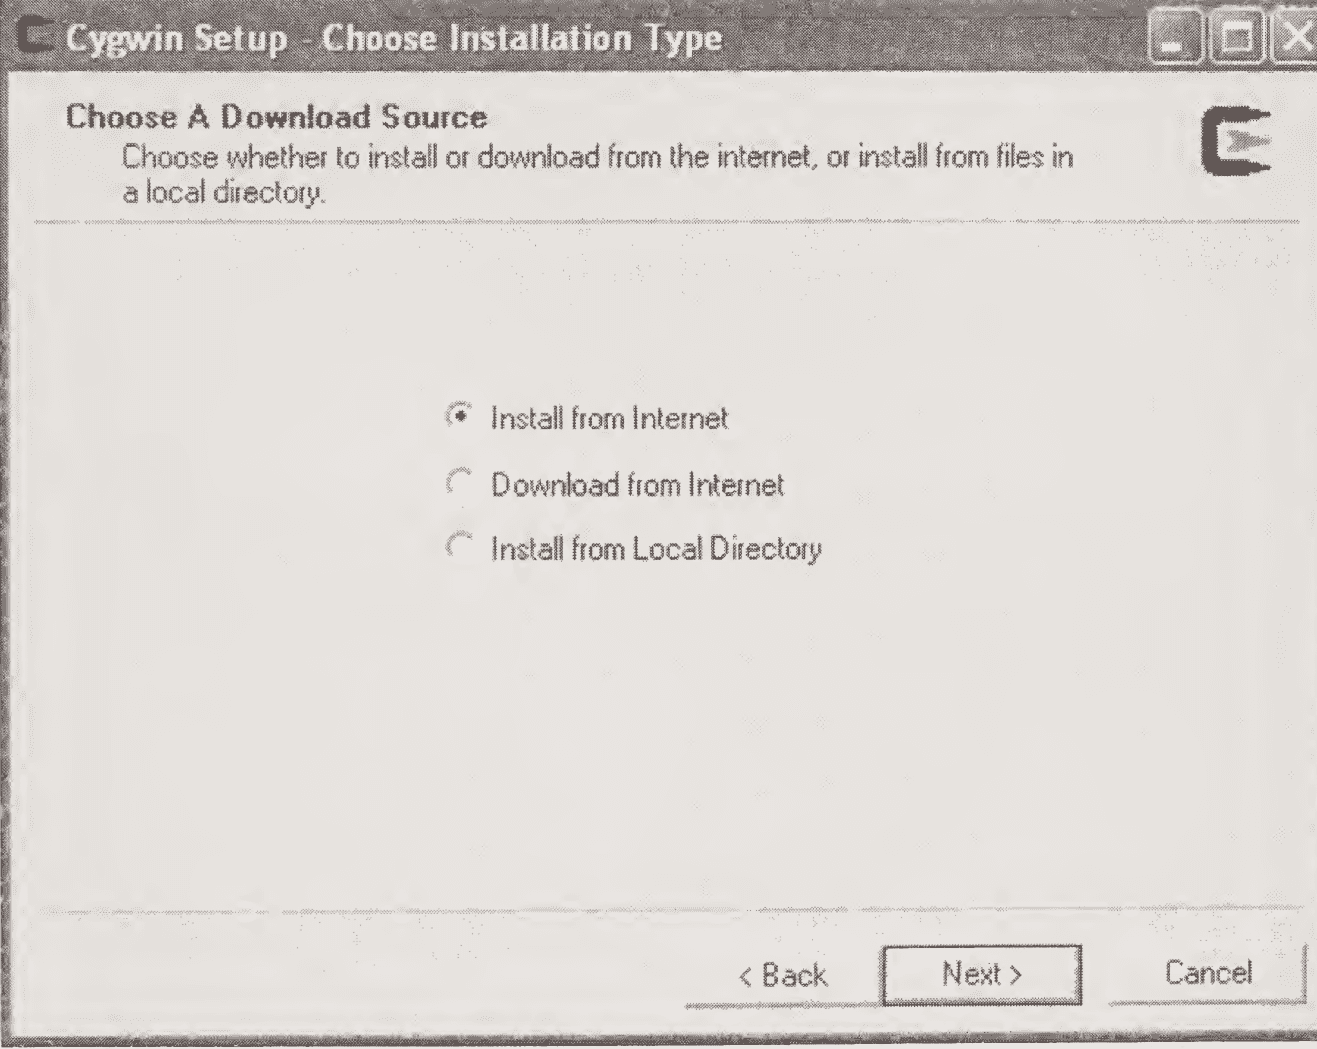 Cygwin Setup - Choose Installation Type
Choose A Download Source
Choose whether to install or download from the internet, or install from files in
a local directory.
Install from Internet
Download from Internet
Install from Local Directory
< Back
Next >
Cancel